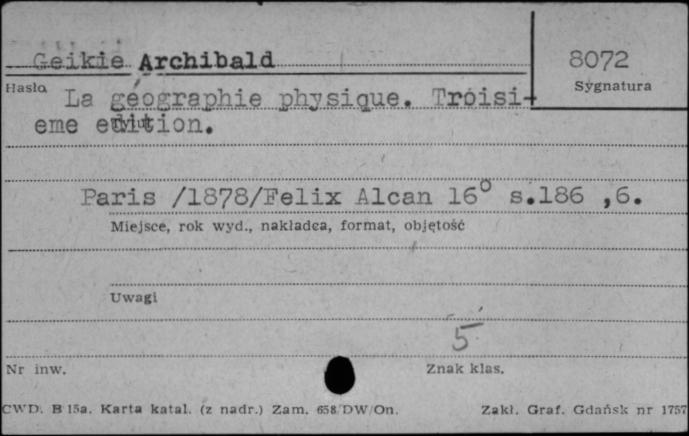 Geikie Archibald
8072
Hasło
Sygnatura
La géographie physique. Troisi-
eme edition.
Paris /1878/Felix Alcan 16° s.186 ,6.
Miejsce, rok wyd., nakładca, format, objętość
Uwagi
5
Nr inw.
Znak klas.
CWD. B 15a. Karta katal. (z nadr.) Zam. 658/DW/On.
Zakł. Graf. Gdańsk nr 1757